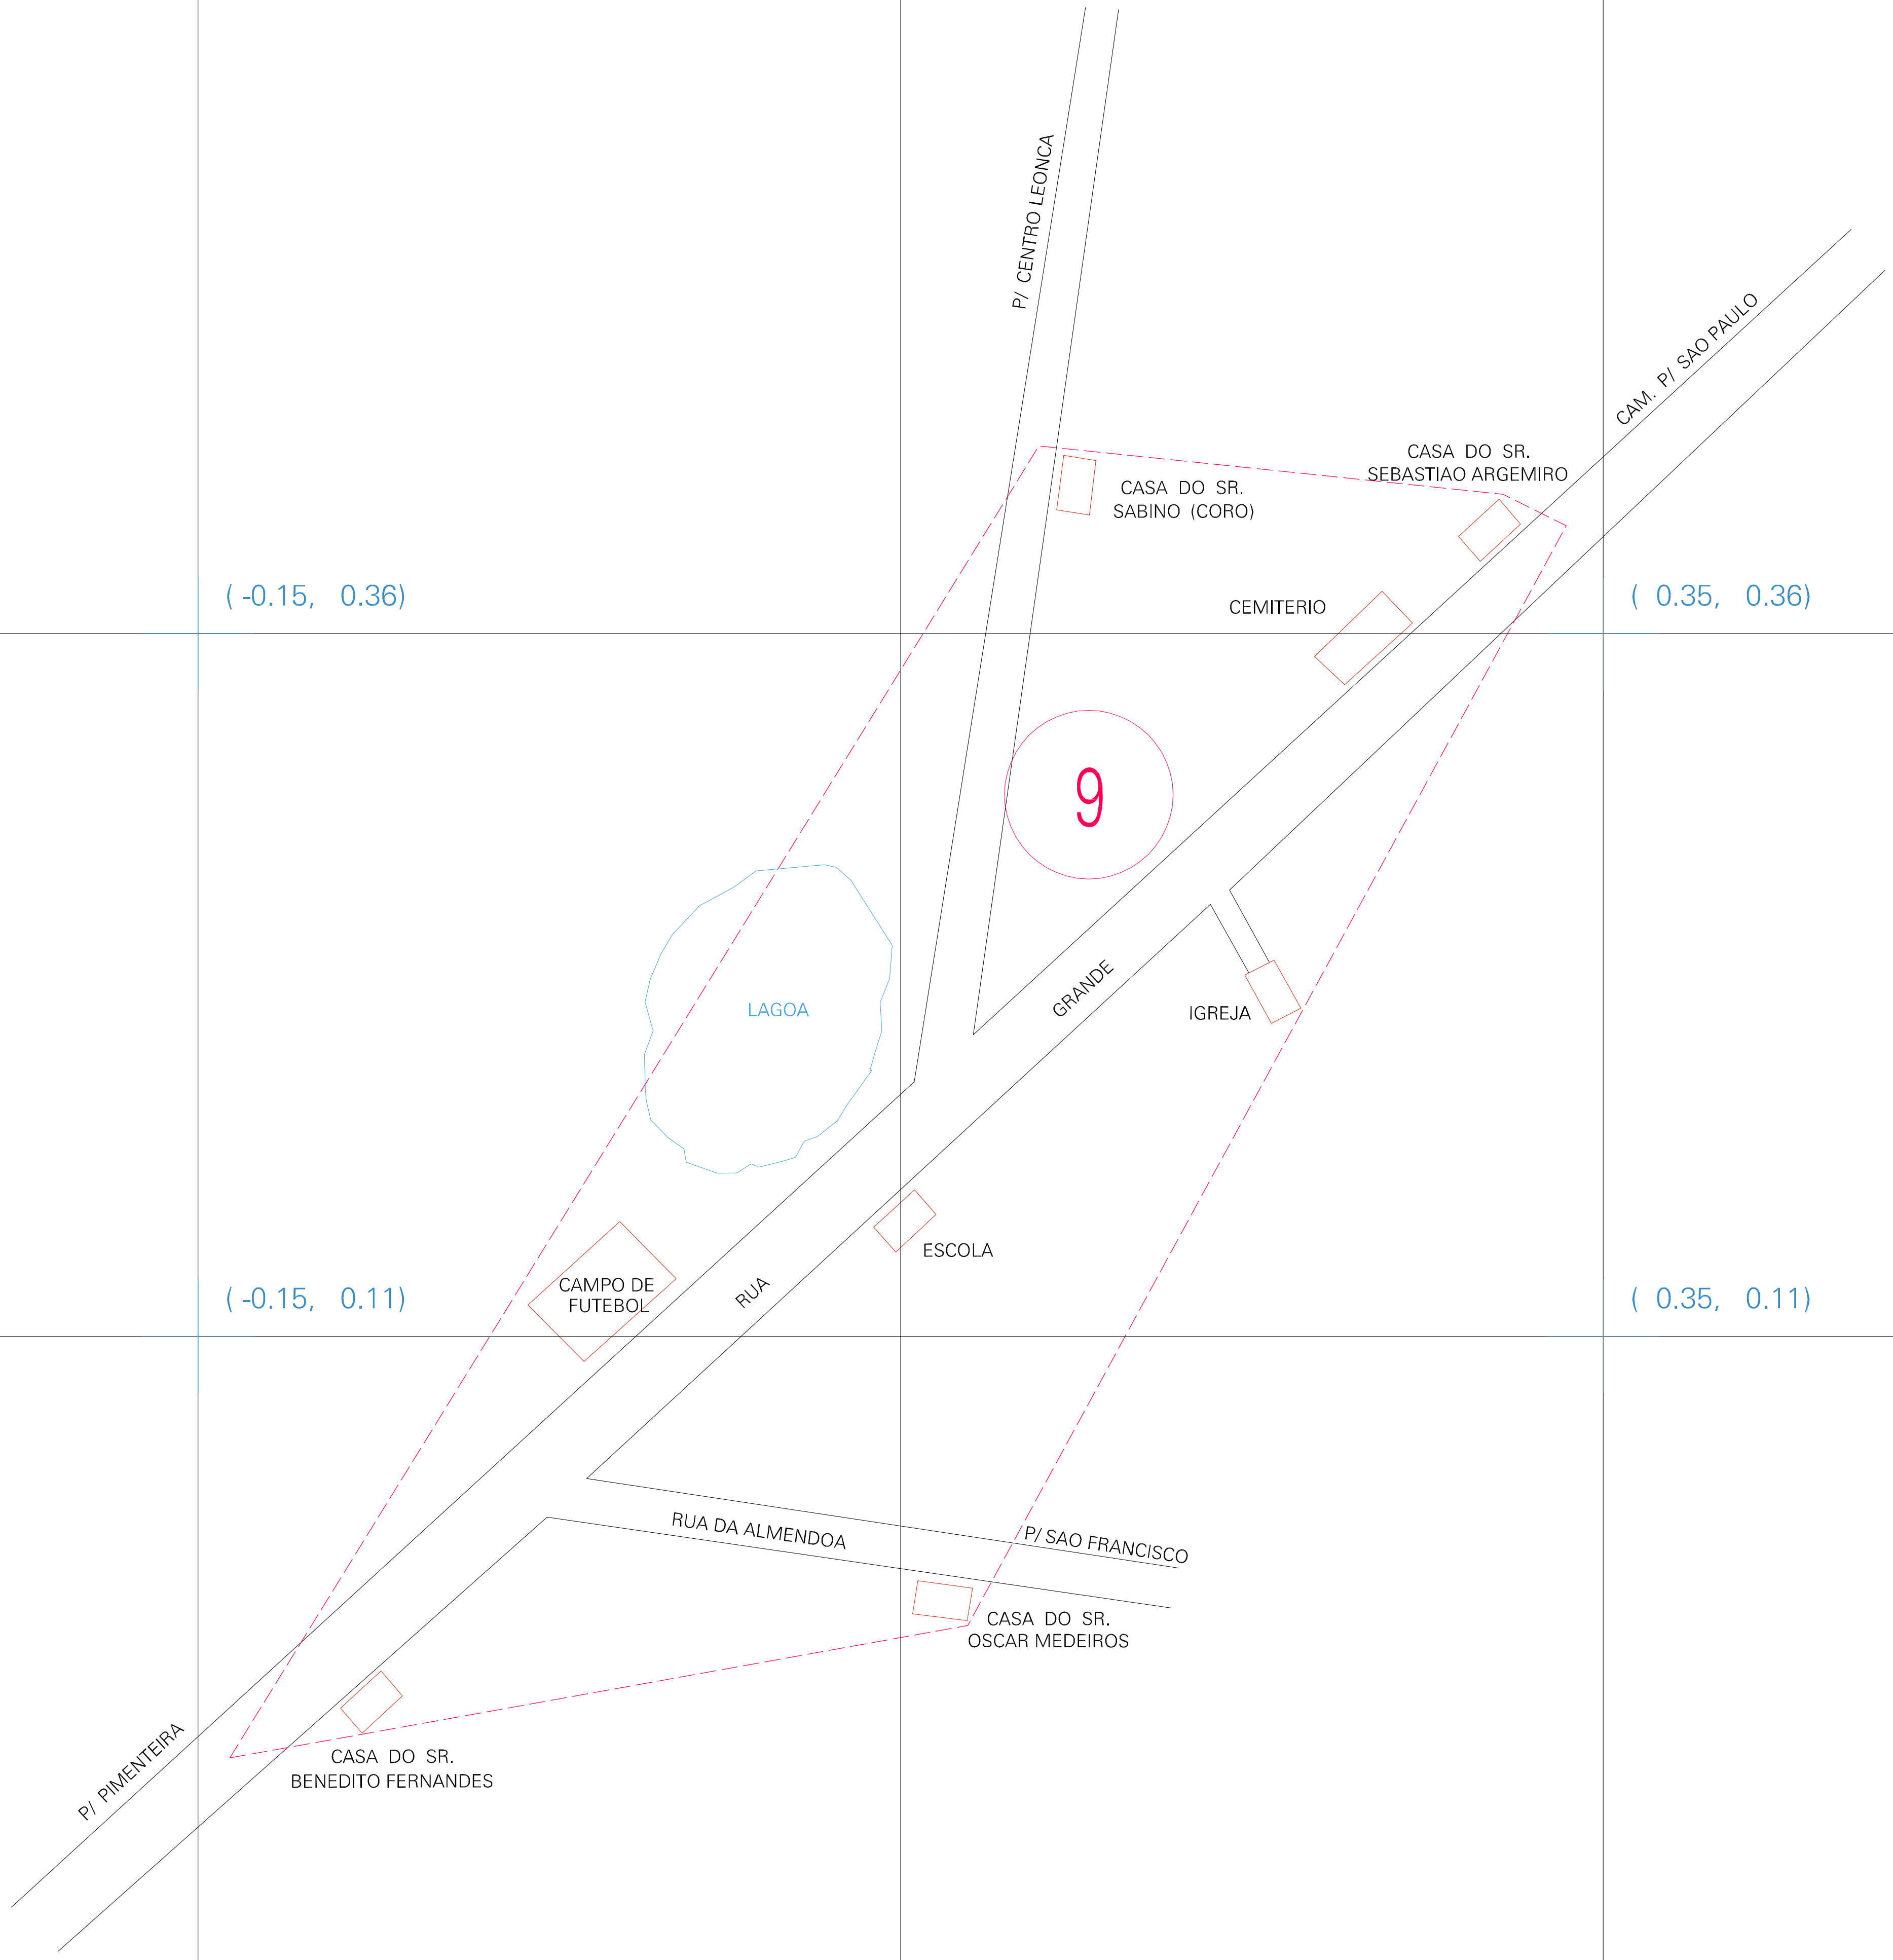 P/ CENTRO LEONCA
CAM. P/ SAO PAULO
CASA DO SR.
SEBASTIAO ARGEMIRO
CASA DO SR.
SABINO (CORO)
( -0.15, 0.36)
( 0.35, 0.36)
CEMITERIO
9
GRANDE
LAGOA
IGREJA
ESCOLA
CAMPO DE
FUTEBOL
RUA
( -0.15, 0.11)
( 0.35, 0.11)
RUA DA ALMENDOA
P/ SAO FRANCISCO
CASA DO SR.
OSCAR MEDEIROS
P/ PIMENTEIRA
CASA DO SR.
BENEDITO FERNANDES